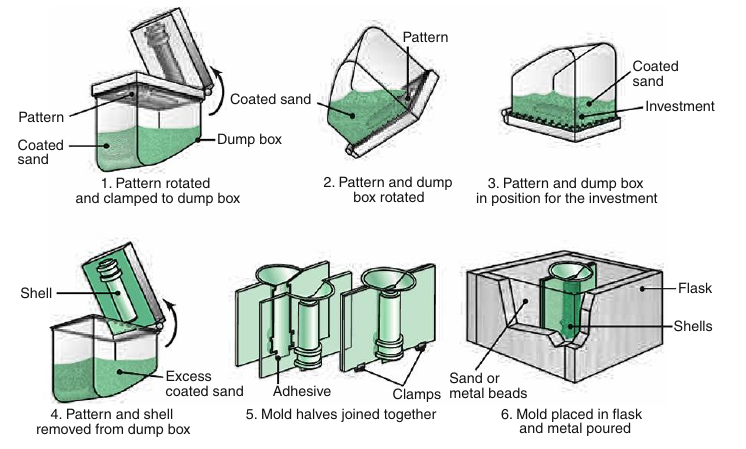 Pattern
Coated
sand
Dump box
1. Pattern rotated
and clamped to dump box
Pattern
Coated sand
2. Pattern and dump
box rotated
Coated
sand
Investment
3. Pattern and dump box
in position for the investment
Shell
Excess
coated sand
4. Pattern and shell
removed from dump box
Adhesive
Clamps
5. Mold halves joined together
Flask
Shells
Sand or
metal beads
6. Mold placed in flask
and metal poured